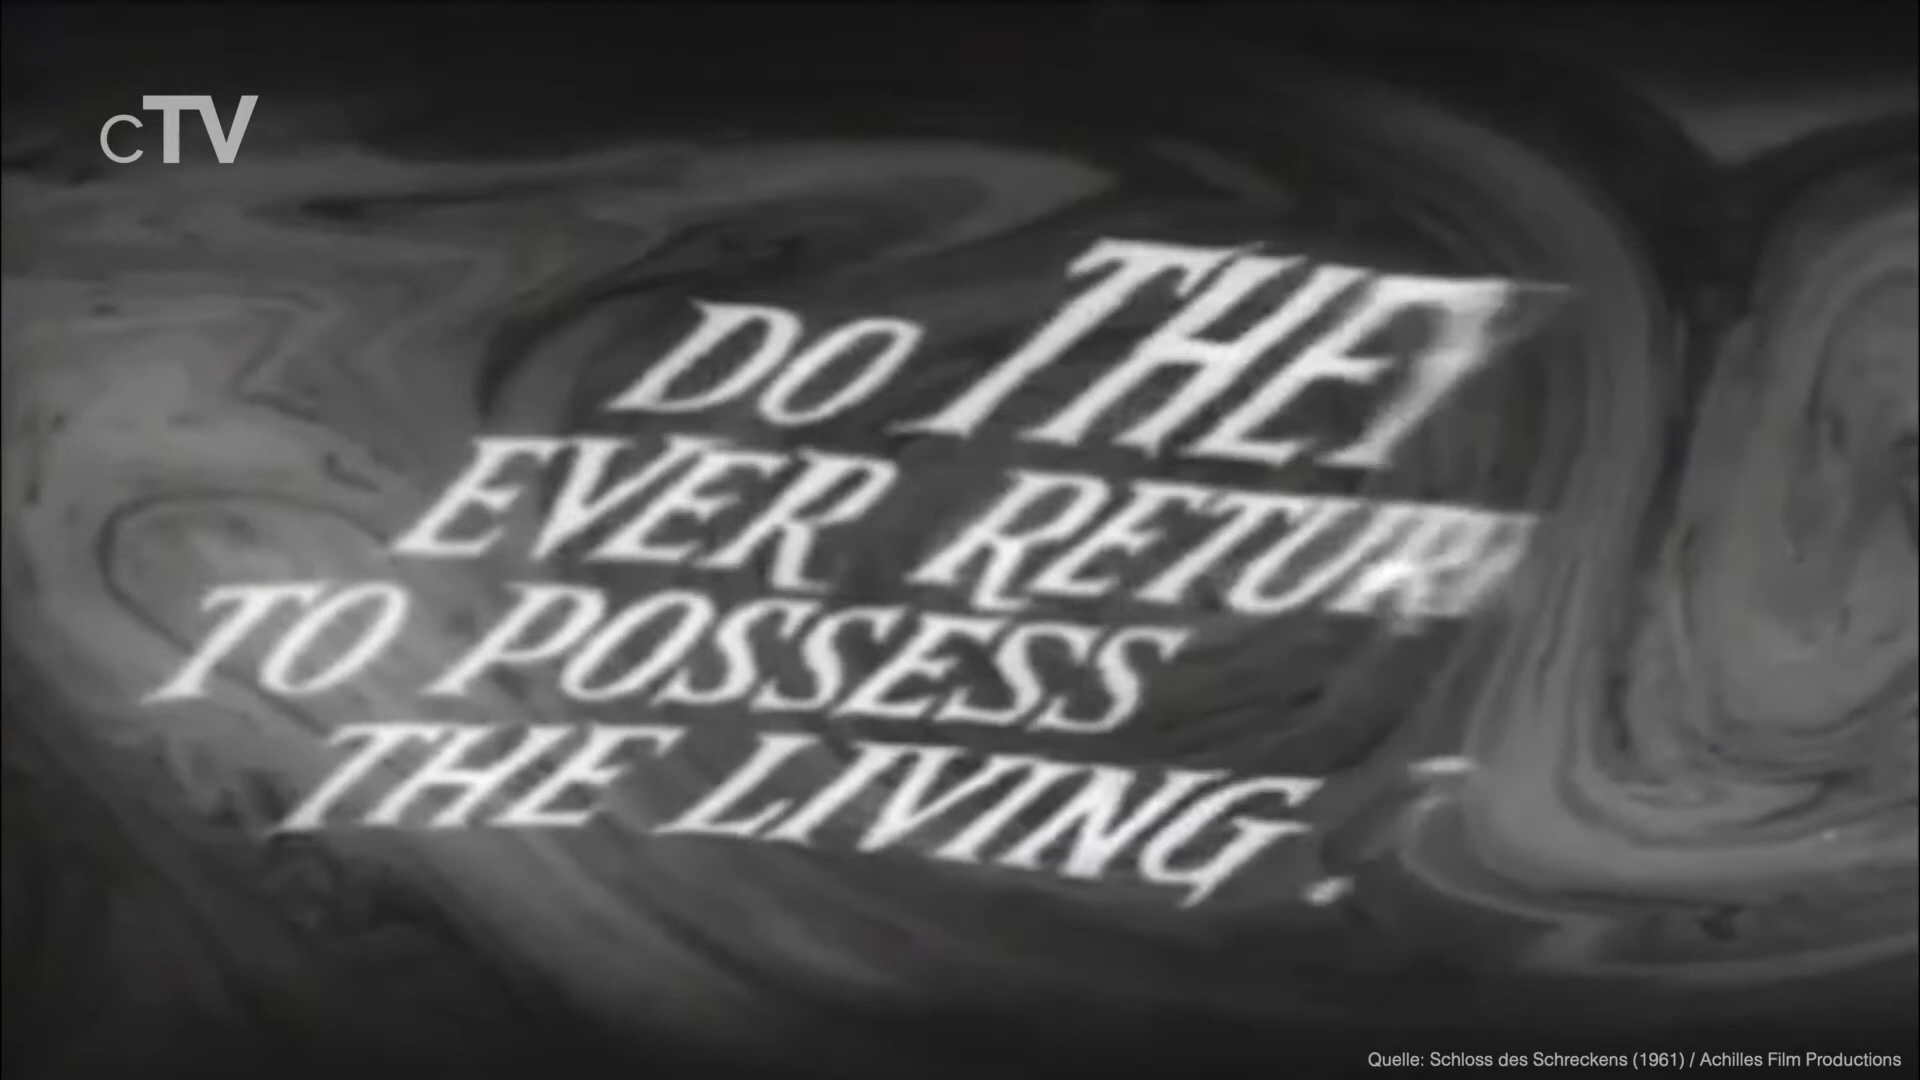 cTV
DO THEY
EVER RETURN
TO POSSESS
THE LIVING.
Quelle: Schloss des Schreckens (1961) / Achilles Film Productions